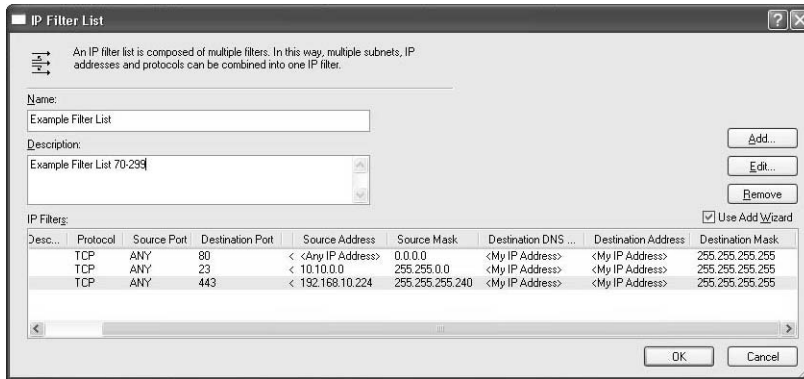 IP Filter List
An IP filter list is composed of multiple filters. In this way, multiple subnets, IP
addresses and protocols can be combined into one IP filter.
Name:
Example Filter List
Description:
Example Filter List 70-299
Add...
Edit...
Remove
IP Filters:
Use Add Wizard
Desc... Protocol Source Port Destination Port Source Address Source Mask Destination DNS ... Destination Address Destination Mask
TCP ANY 80 < <Any IP Address> 0.0.0.0 <My IP Address> <My IP Address> 255.255.255.255
TCP ANY 23 < 10.10.0.0 255.255.0.0 <My IP Address> <My IP Address> 255.255.255.255
TCP ANY 443 < 192.168.10.224 255.255.255.240 <My IP Address> <My IP Address> 255.255.255.255
OK Cancel